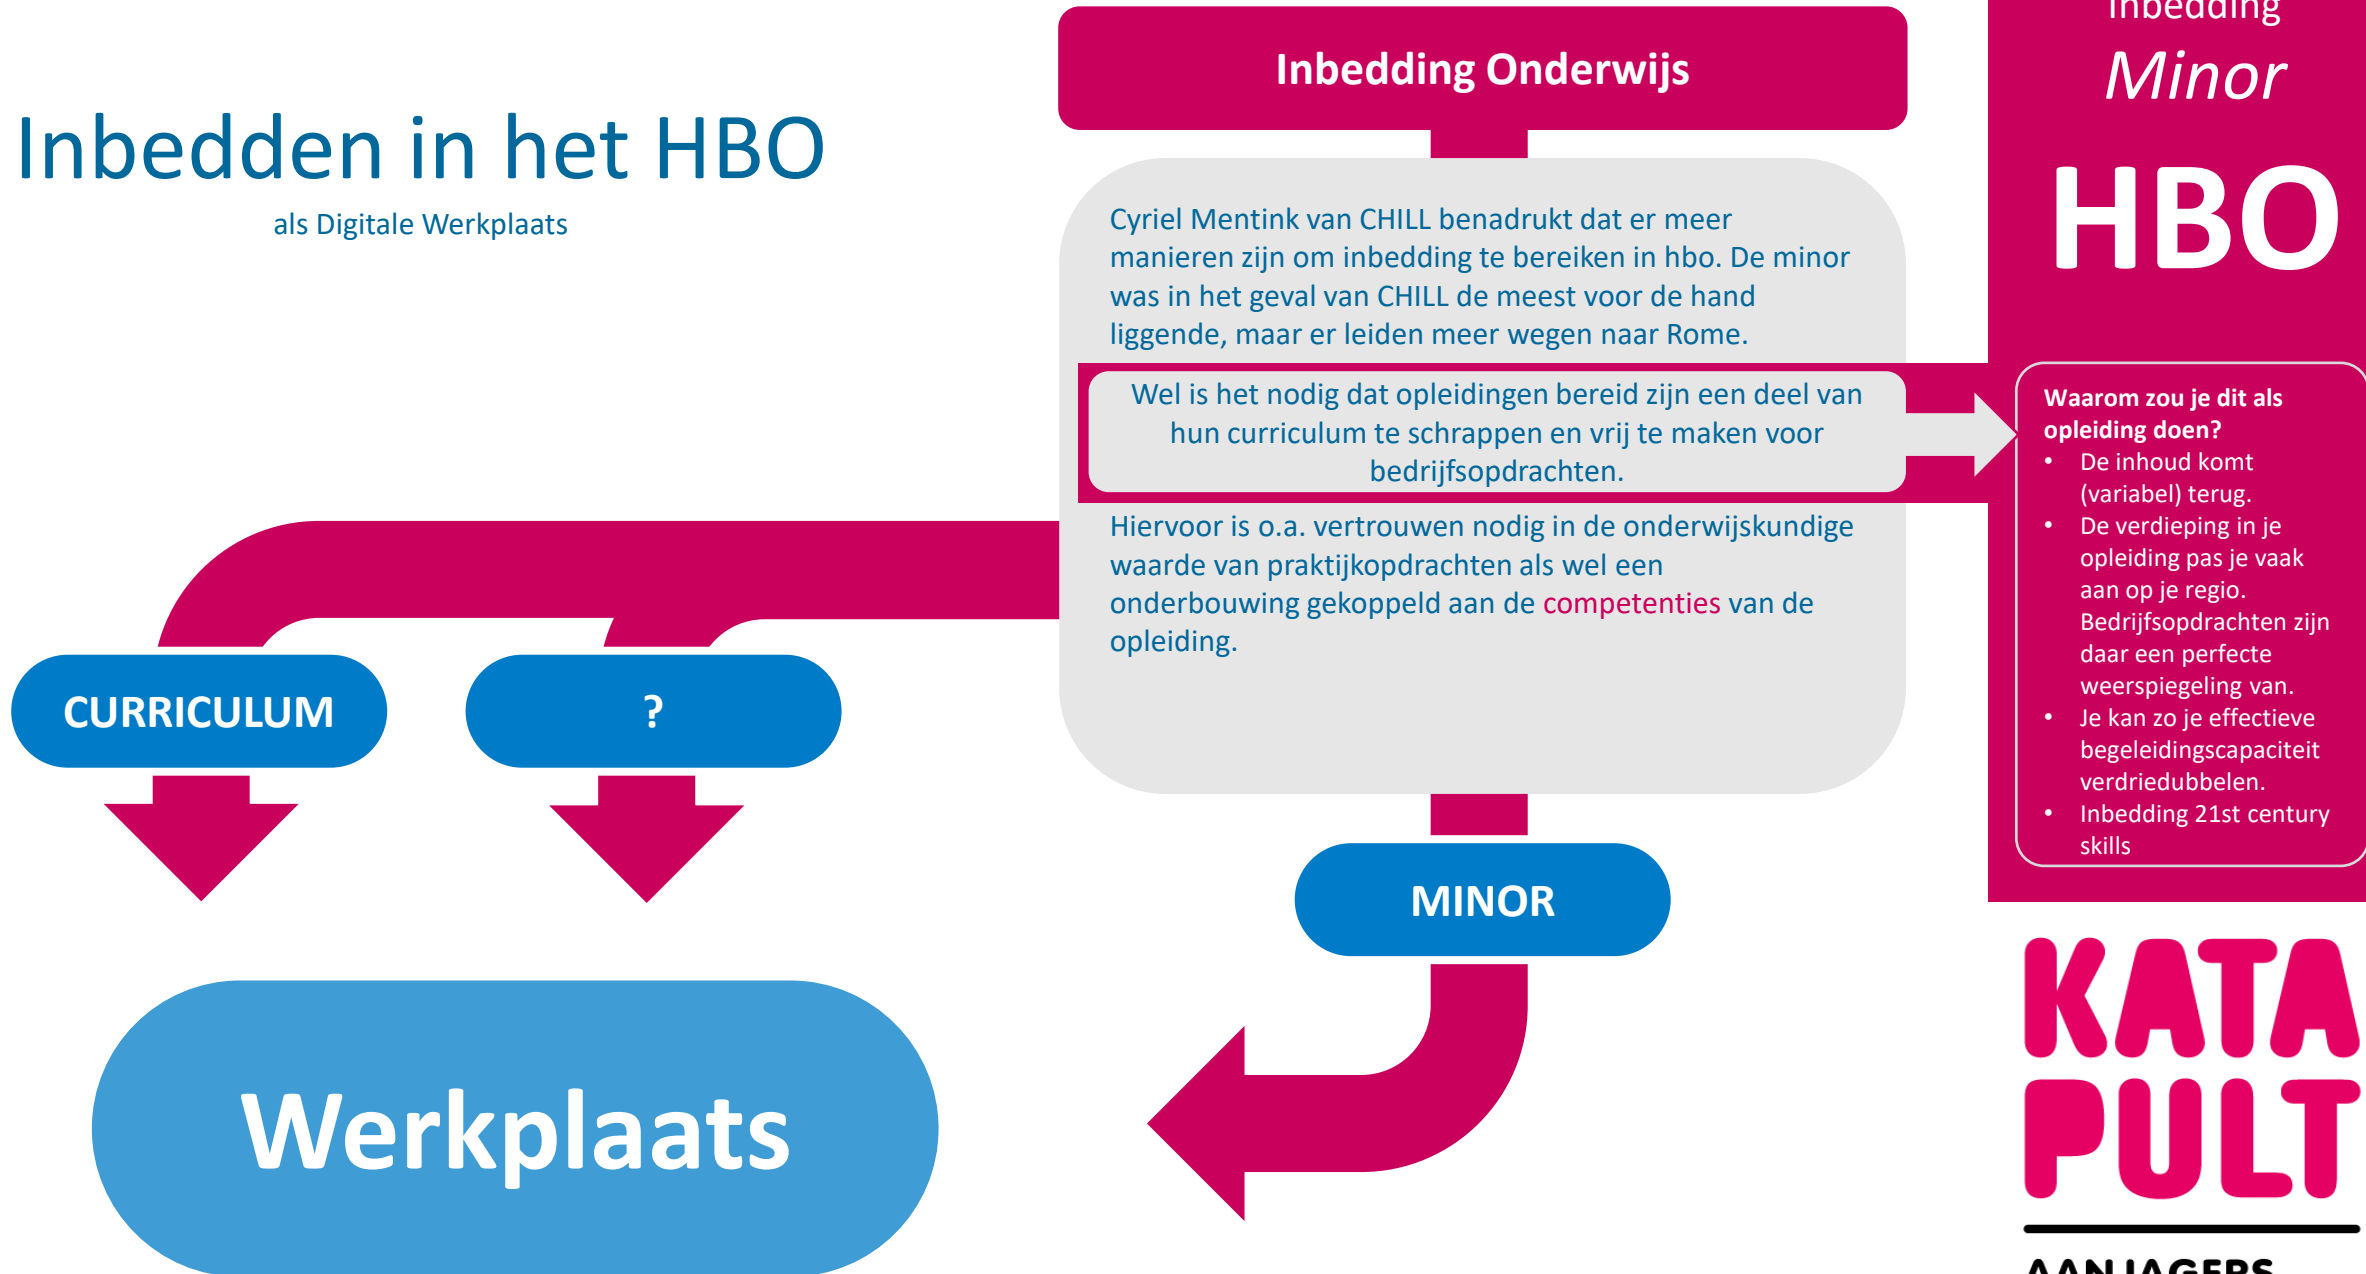 Inbedden in het HBO
als Digitale Werkplaats
Inbedding Onderwijs
Cyriel Mentink van CHILL benadrukt dat er meer
manieren zijn om inbedding te bereiken in hbo. De minor
was in het geval van CHILL de meest voor de hand
liggende, maar er leiden meer wegen naar Rome.
Wel is het nodig dat opleidingen bereid zijn een deel van
hun curriculum te schrappen en vrij te maken voor
bedrijfsopdrachten.
Hiervoor is o.a. vertrouwen nodig in de onderwijskundige
waarde van praktijkopdrachten als wel een
onderbouwing gekoppeld aan de competenties van de
opleiding.
CURRICULUM
?
MINOR
Werkplaats
Inbedding
Minor
HBO
Waarom zou je dit als
opleiding doen?
• De inhoud komt
(variabel) terug.
• De verdieping in je
opleiding pas je vaak
aan op je regio.
Bedrijfsopdrachten zijn
daar een perfecte
weerspiegeling van.
• Je kan zo je effectieve
begeleidingscapaciteit
verdriedubbelen.
• Inbedding 21st century
skills
KATA
PULT
AANJAGERS